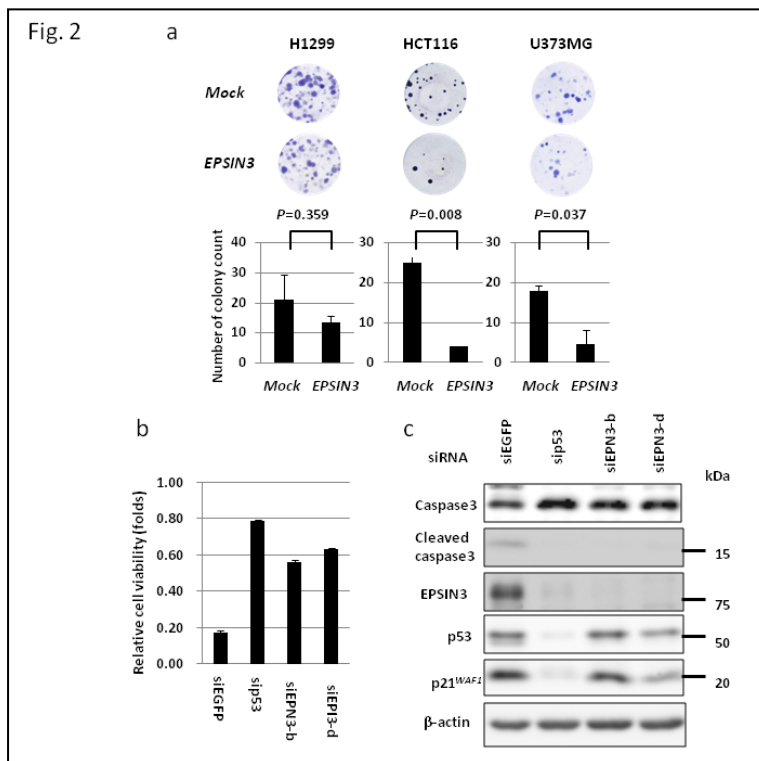 Fig. 2
a
H1299 HCT116 U373MG
Mock
EPSIN3
P=0.359 P=0.008 P=0.037
Number of colony count
40 30 30
30
20 20 20
10 10 10
0 0 0
Mock EPSIN3 Mock EPSIN3 Mock EPSIN3
b
Relative cell viability (folds)
1.00
0.80
0.60
0.40
0.20
0.00
siEGFP
sip53
siEPN3-b
siEPI3-d
c
siRNA
siEGFP
sip53
siEPN3-b
siEPN3-d
kDa
Caspase3
Cleaved
caspase3
15
EPSIN3
75
p53
50
p21WAF1
20
β-actin